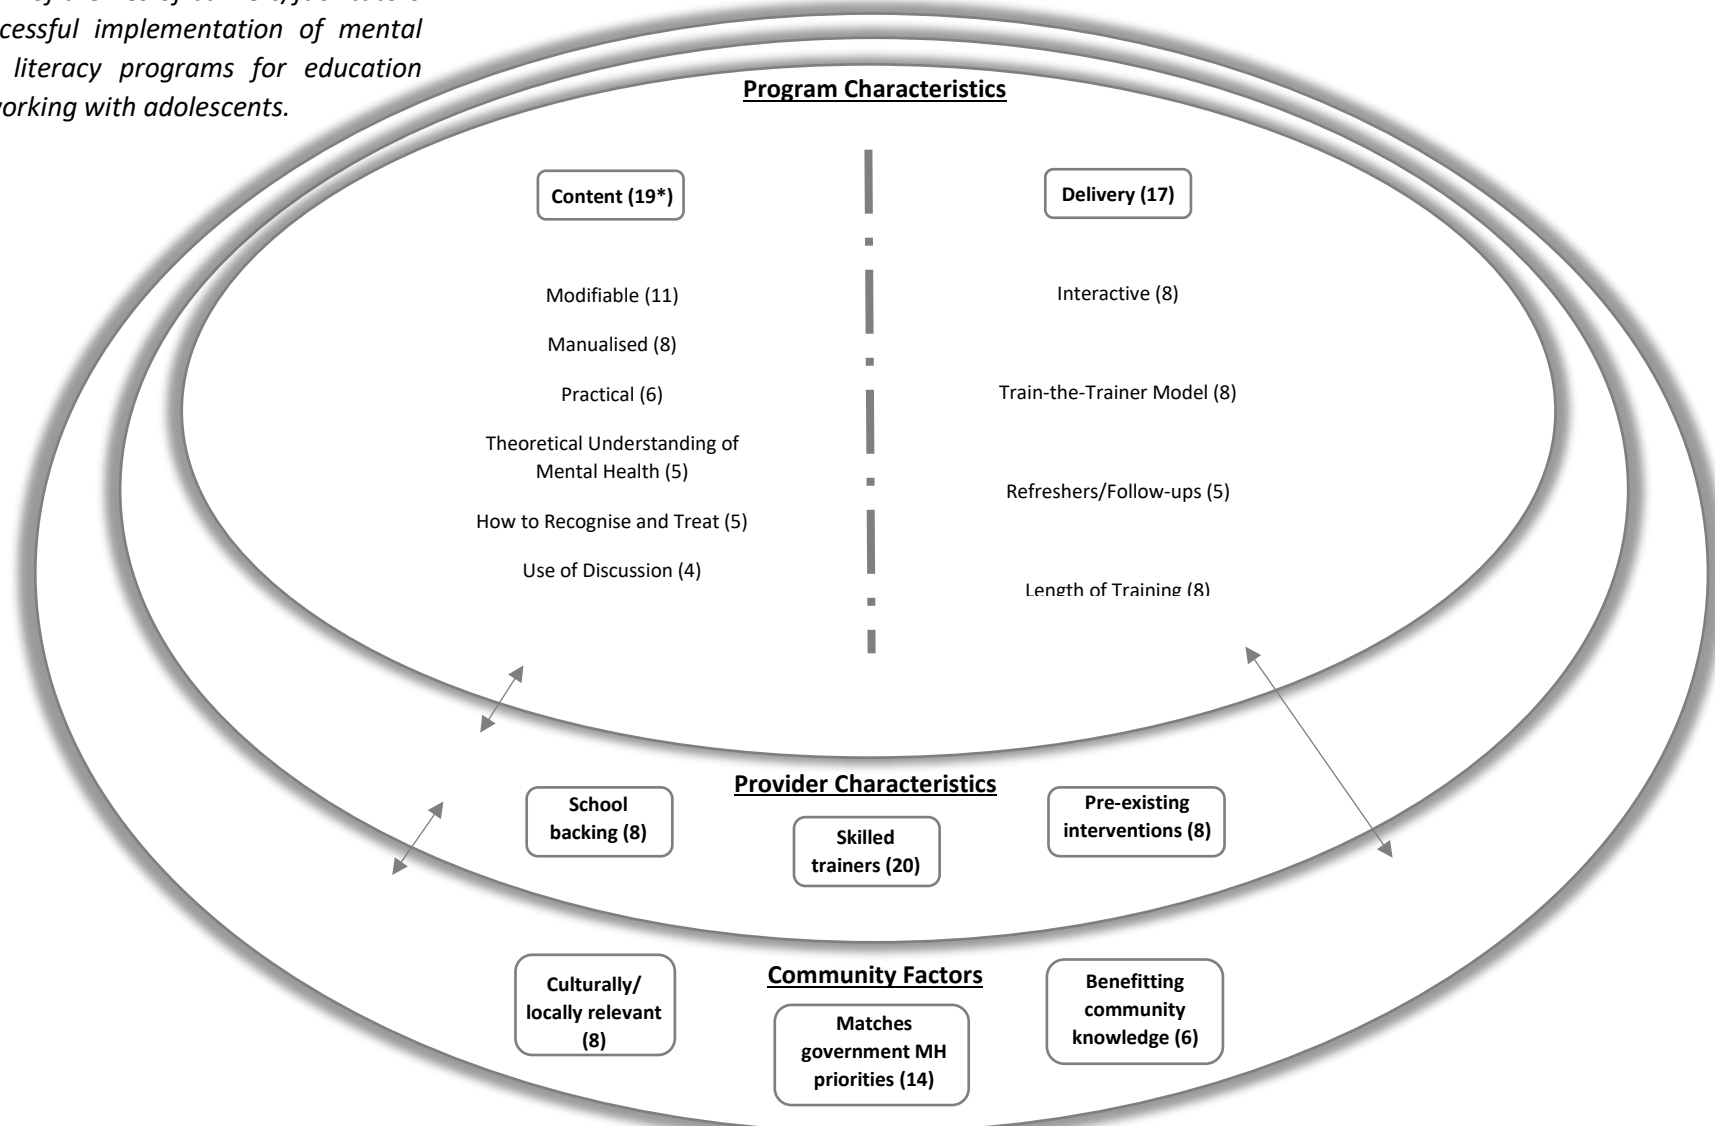 cessful implementation of mental
literacy programs for education
working with adolescents.
Program Characteristics
Content (19*)
Modifiable (11)
Manualised (8)
Practical (6)
Theoretical Understanding of
Mental Health (5)
How to Recognise and Treat (5)
Use of Discussion (4)
Delivery (17)
Interactive (8)
Train-the-Trainer Model (8)
Refreshers/Follow-ups (5)
Length of Training (8)
Provider Characteristics
School
backing (8)
Skilled
trainers (20)
Pre-existing
interventions (8)
Community Factors
Culturally/
locally relevant
(8)
Matches
government MH
priorities (14)
Benefitting
community
knowledge (6)